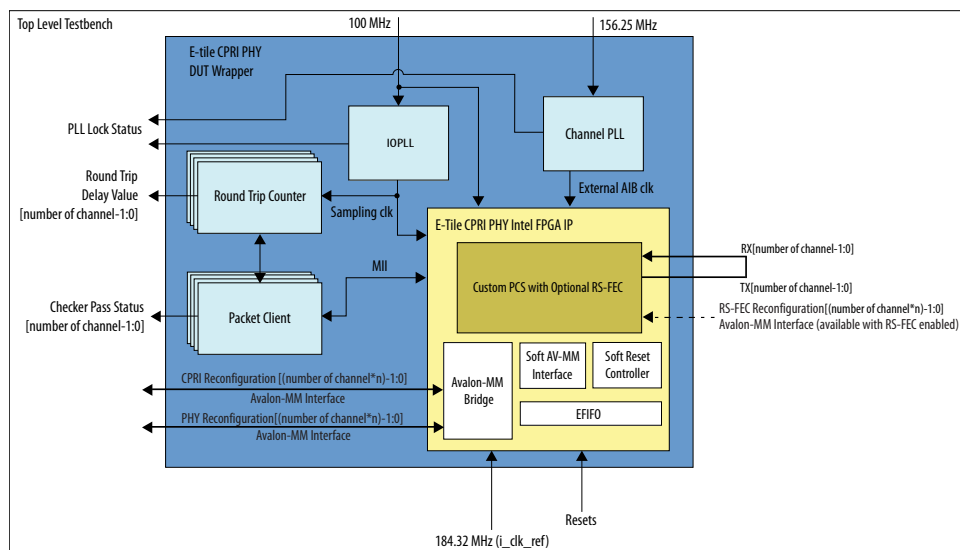 Top Level Testbench
100 MHz
156.25 MHz
E-tile CPRI PHY
DUT Wrapper
PLL Lock Status
IOPLL
Channel PLL
Round Trip
Delay Value
[number of channel-1:0]
Round Trip Counter
Sampling clk
External AIB clk
E-Tile CPRI PHY Intel FPGA IP
MII
Custom PCS with Optional RS-FEC
RX[number of channel-1:0]
TX[number of channel-1:0]
Checker Pass Status
[number of channel-1:0]
Packet Client
RS-FEC Reconfiguration[(number of channel*n)-1:0]
Avalon-MM Interface (available with RS-FEC enabled)
CPRI Reconfiguration [(number of channel*n)-1:0]
Avalon-MM Interface
PHY Reconfiguration[(number of channel*n)-1:0]
Avalon-MM Interface
Avalon-MM
Bridge
Soft AV-MM
Interface
Soft Reset
Controller
EFIFO
Resets
184.32 MHz (i_clk_ref)